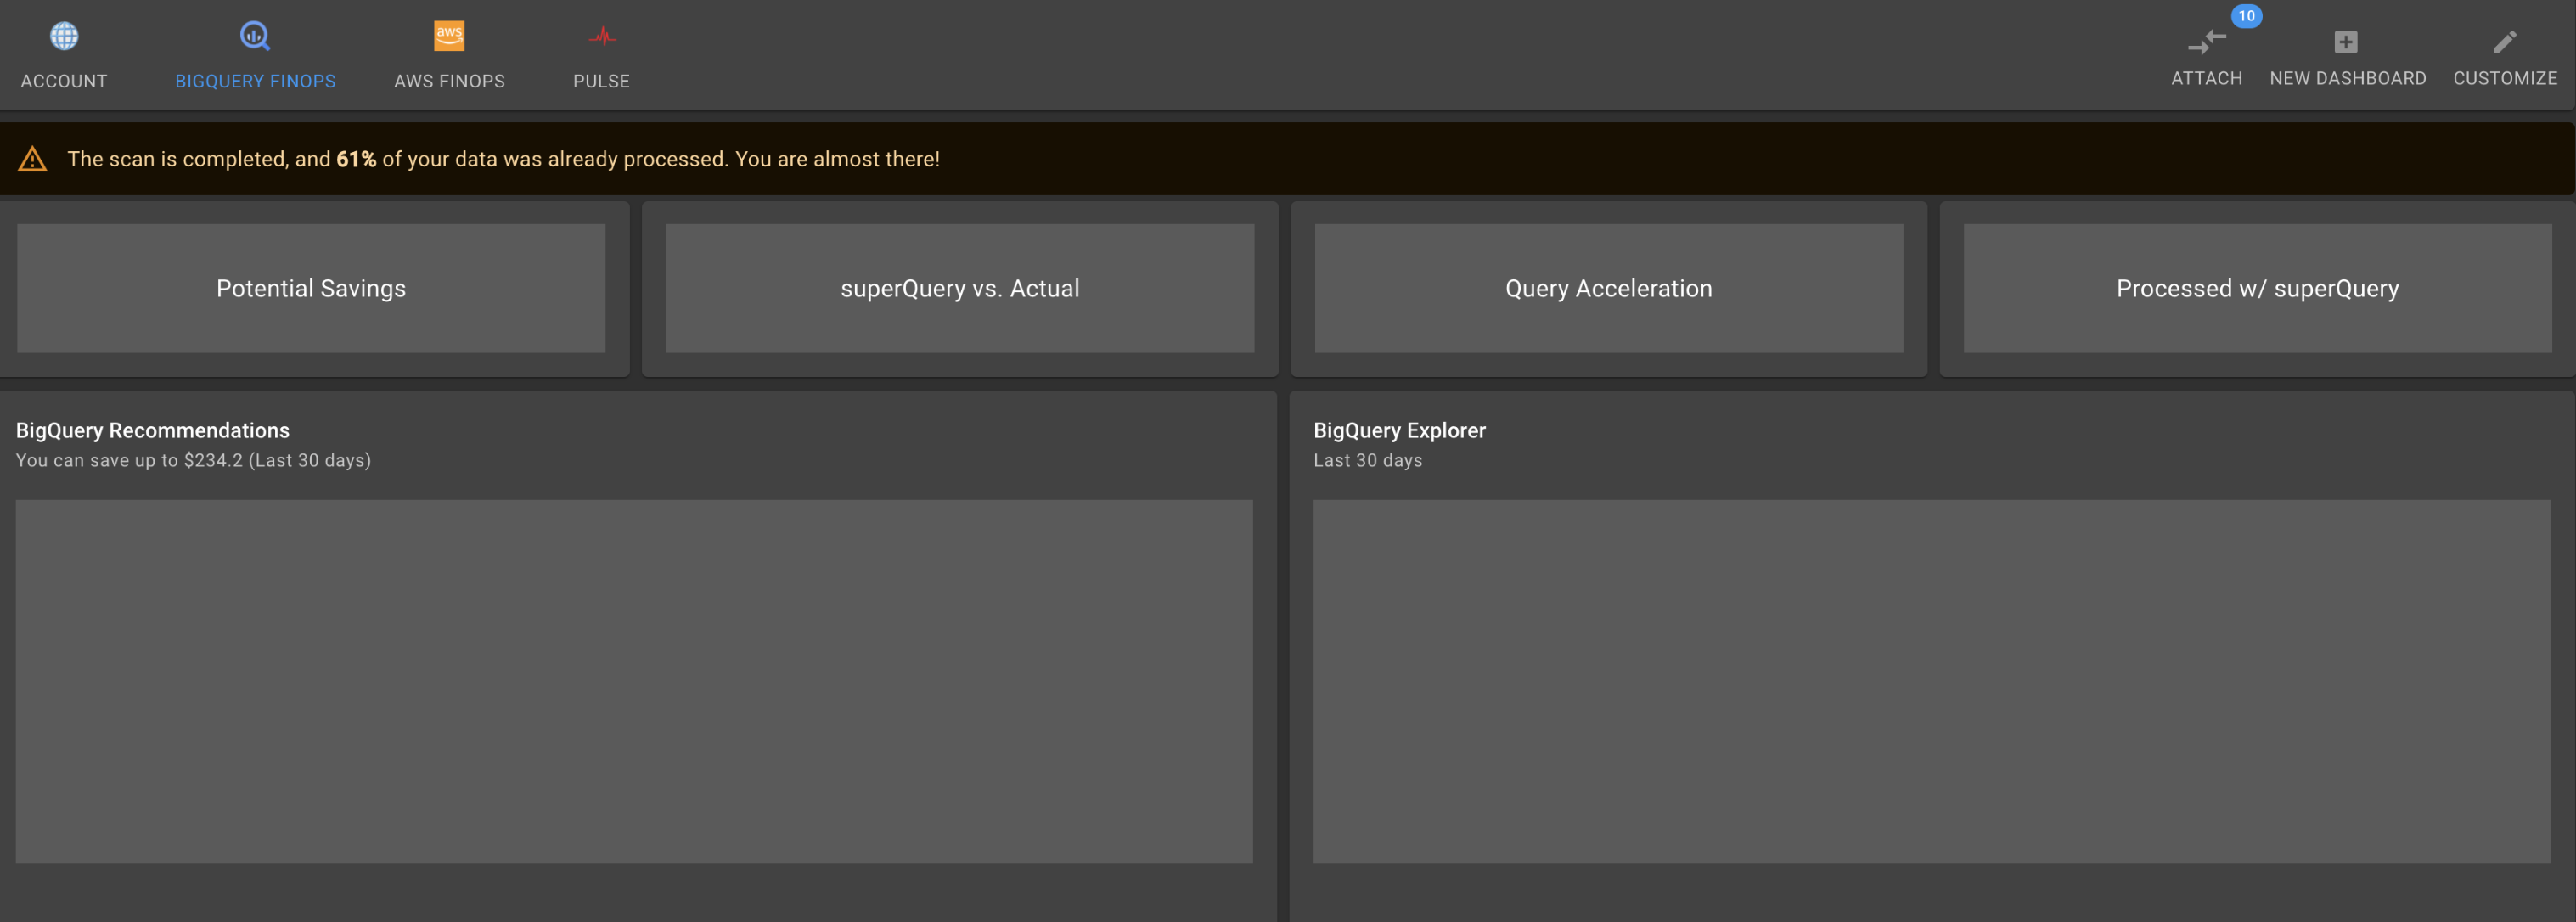 aws
10
ACCOUNT
BIGQUERY FINOPS
AWS FINOPS
PULSE
ATTACH
NEW DASHBOARD
CUSTOMIZE
The scan is completed, and 61% of your data was already processed. You are almost there!
Potential Savings
superQuery vs. Actual
Query Acceleration
Processed w/ superQuery
BigQuery Recommendations
You can save up to $234.2 (Last 30 days)
BigQuery Explorer
Last 30 days